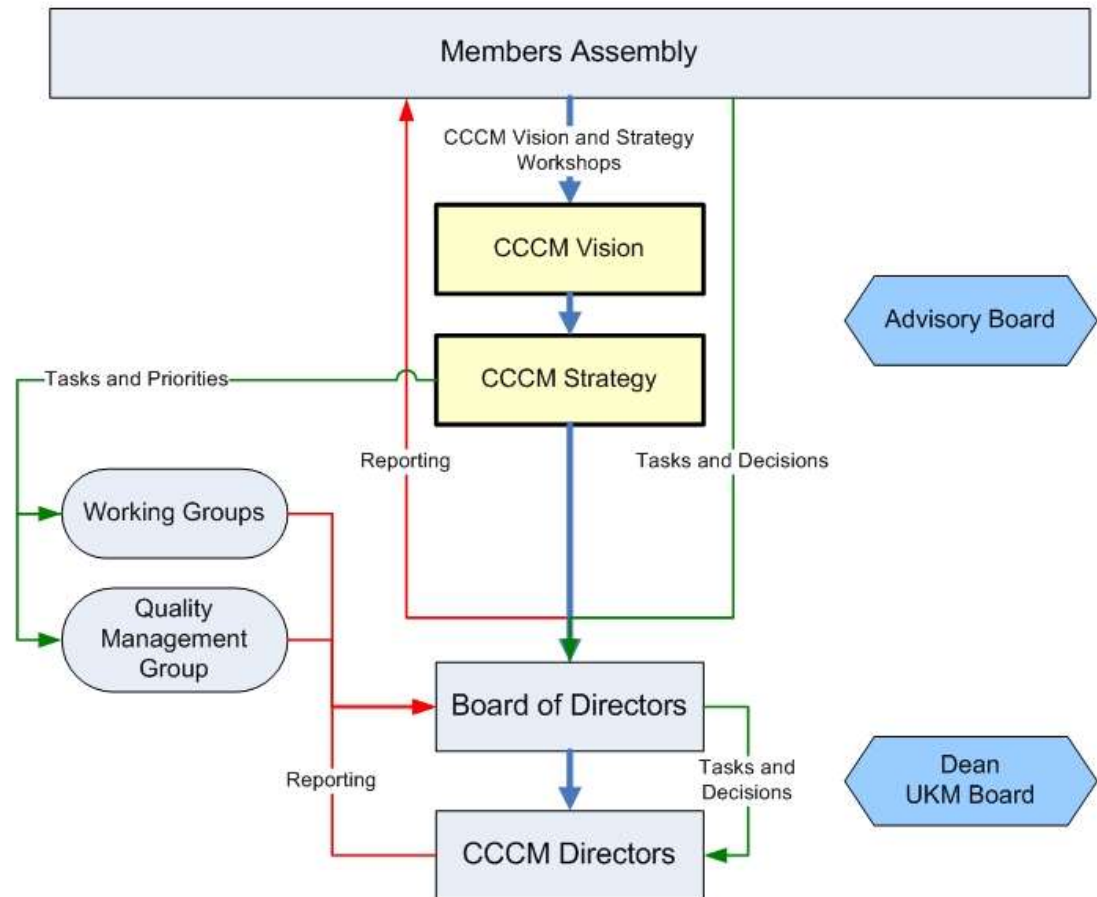 Members Assembly
CCCM Vision and Strategy
Workshops
CCCM Vision
Advisory Board
CCCM Strategy
Tasks and Priorities
Reporting
Tasks and Decisions
Working Groups
Quality
Management
Group
Board of Directors
Reporting
Tasks and
Decisions
Dean
UKM Board
CCCM Directors